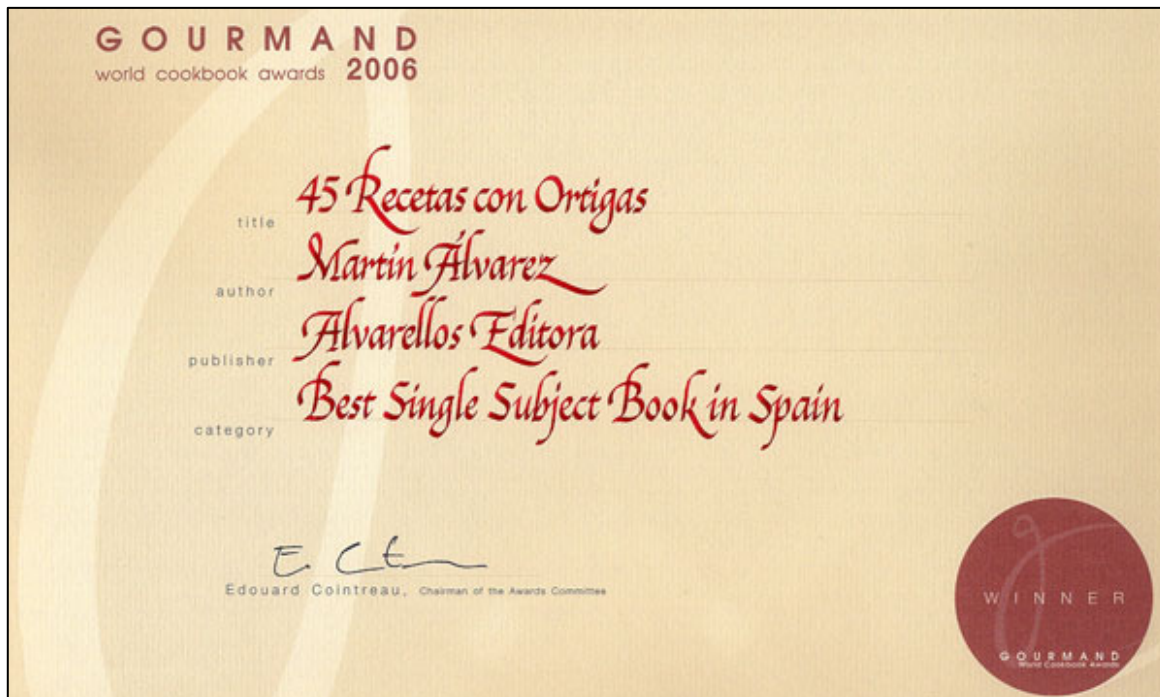 GOURMAND
world cookbook awards 2006
title 45 Recetas con Ortigas
author Martín Álvarez
publisher Alvarellos Editora
category Best Single Subject Book in Spain
E. C
Edouard Cointreau, Chairman of the Awards Committee
WINNER
GOURMAND
World Cookbook Awards